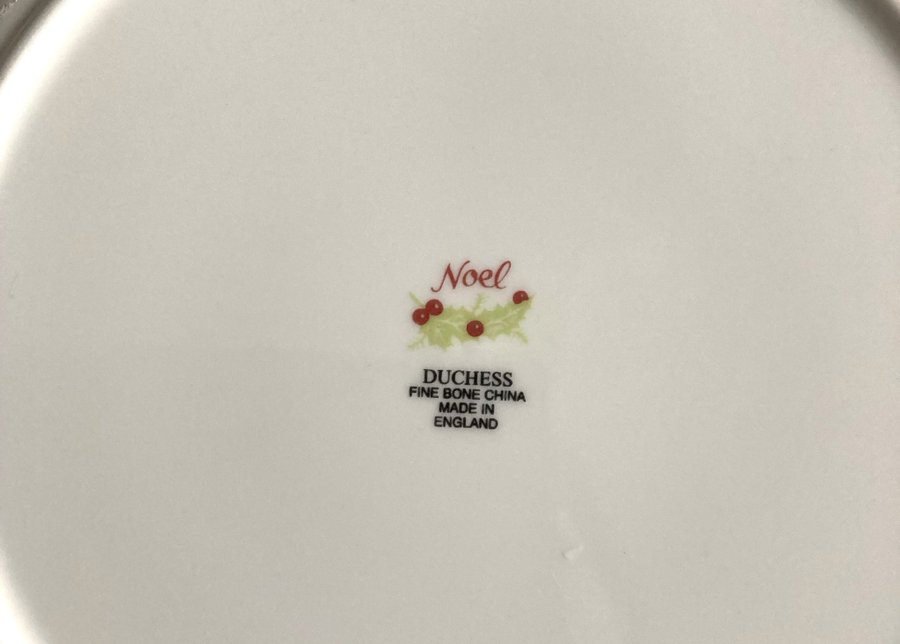 Noel
DUCHESS
FINE BONE CHINA
MADE IN
ENGLAND